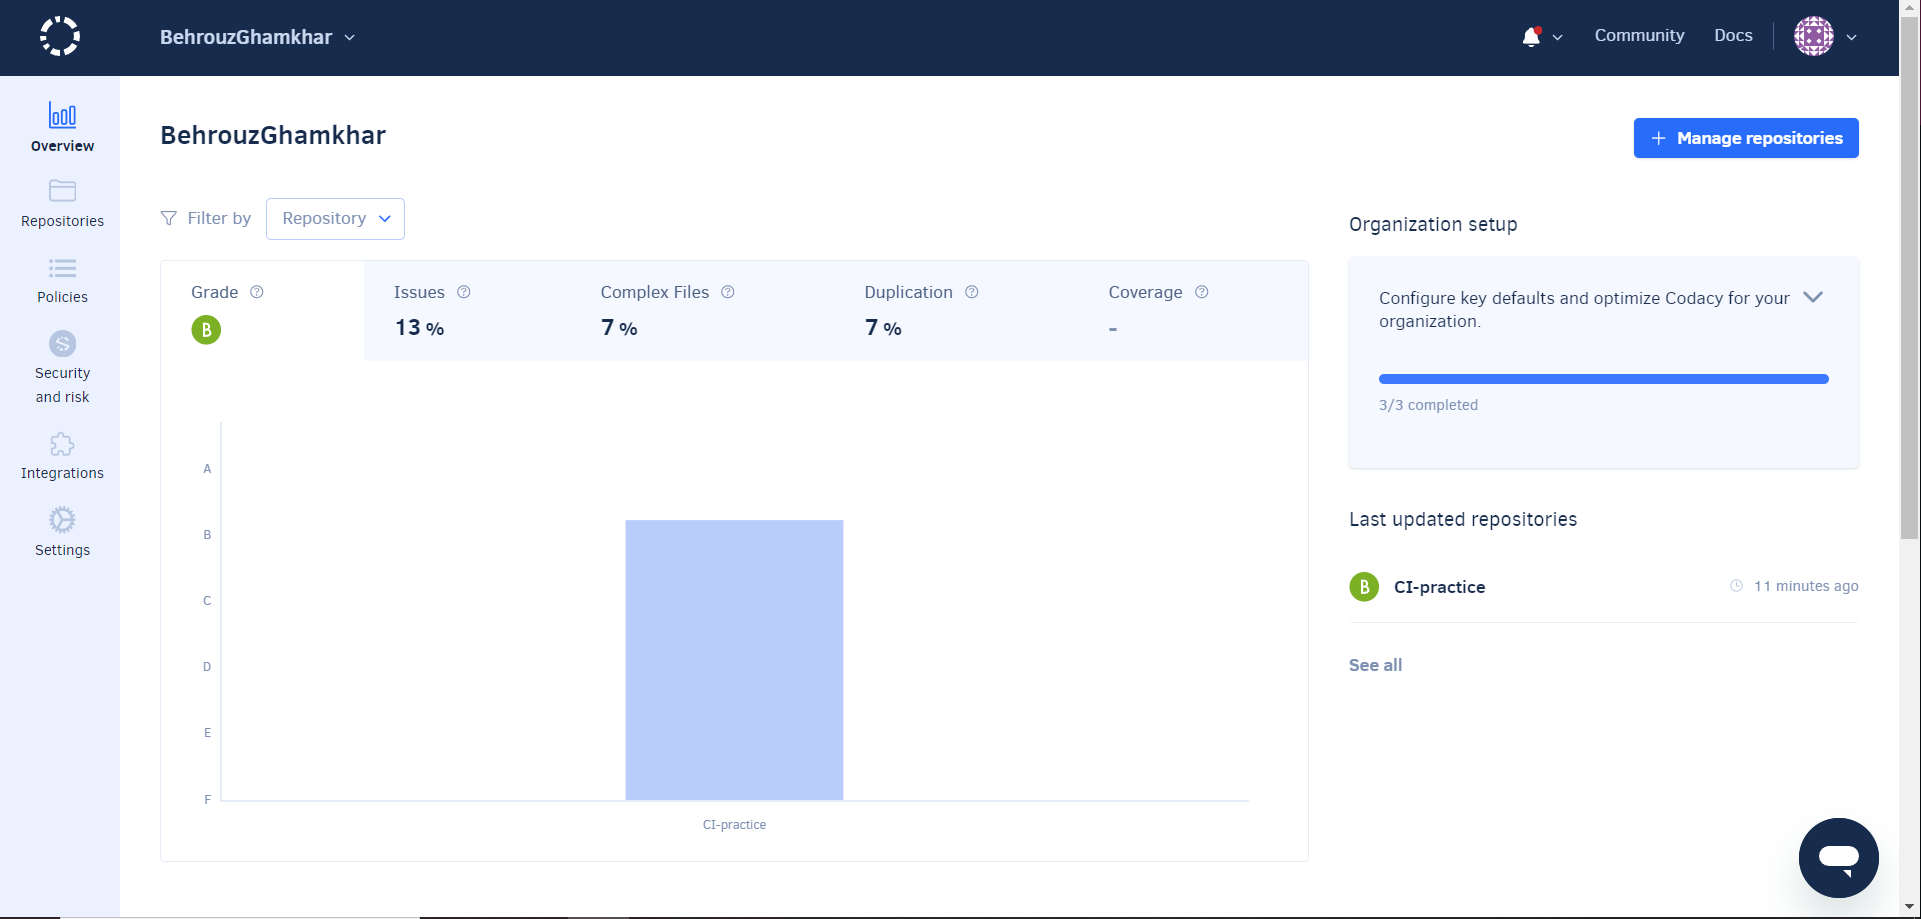 BehrouzGhamkhar
Community
Docs
Overview
Repositories
Policies
Security
and risk
Integrations
Settings
BehrouzGhamkhar
+ Manage repositories
Filter by
Repository
Grade
B
Issues
13 %
Complex Files
7 %
Duplication
7 %
Coverage
-
A
B
C
D
E
F
CI-practice
Organization setup
Configure key defaults and optimize Codacy for your
organization.
3/3 completed
Last updated repositories
B CI-practice 11 minutes ago
See all